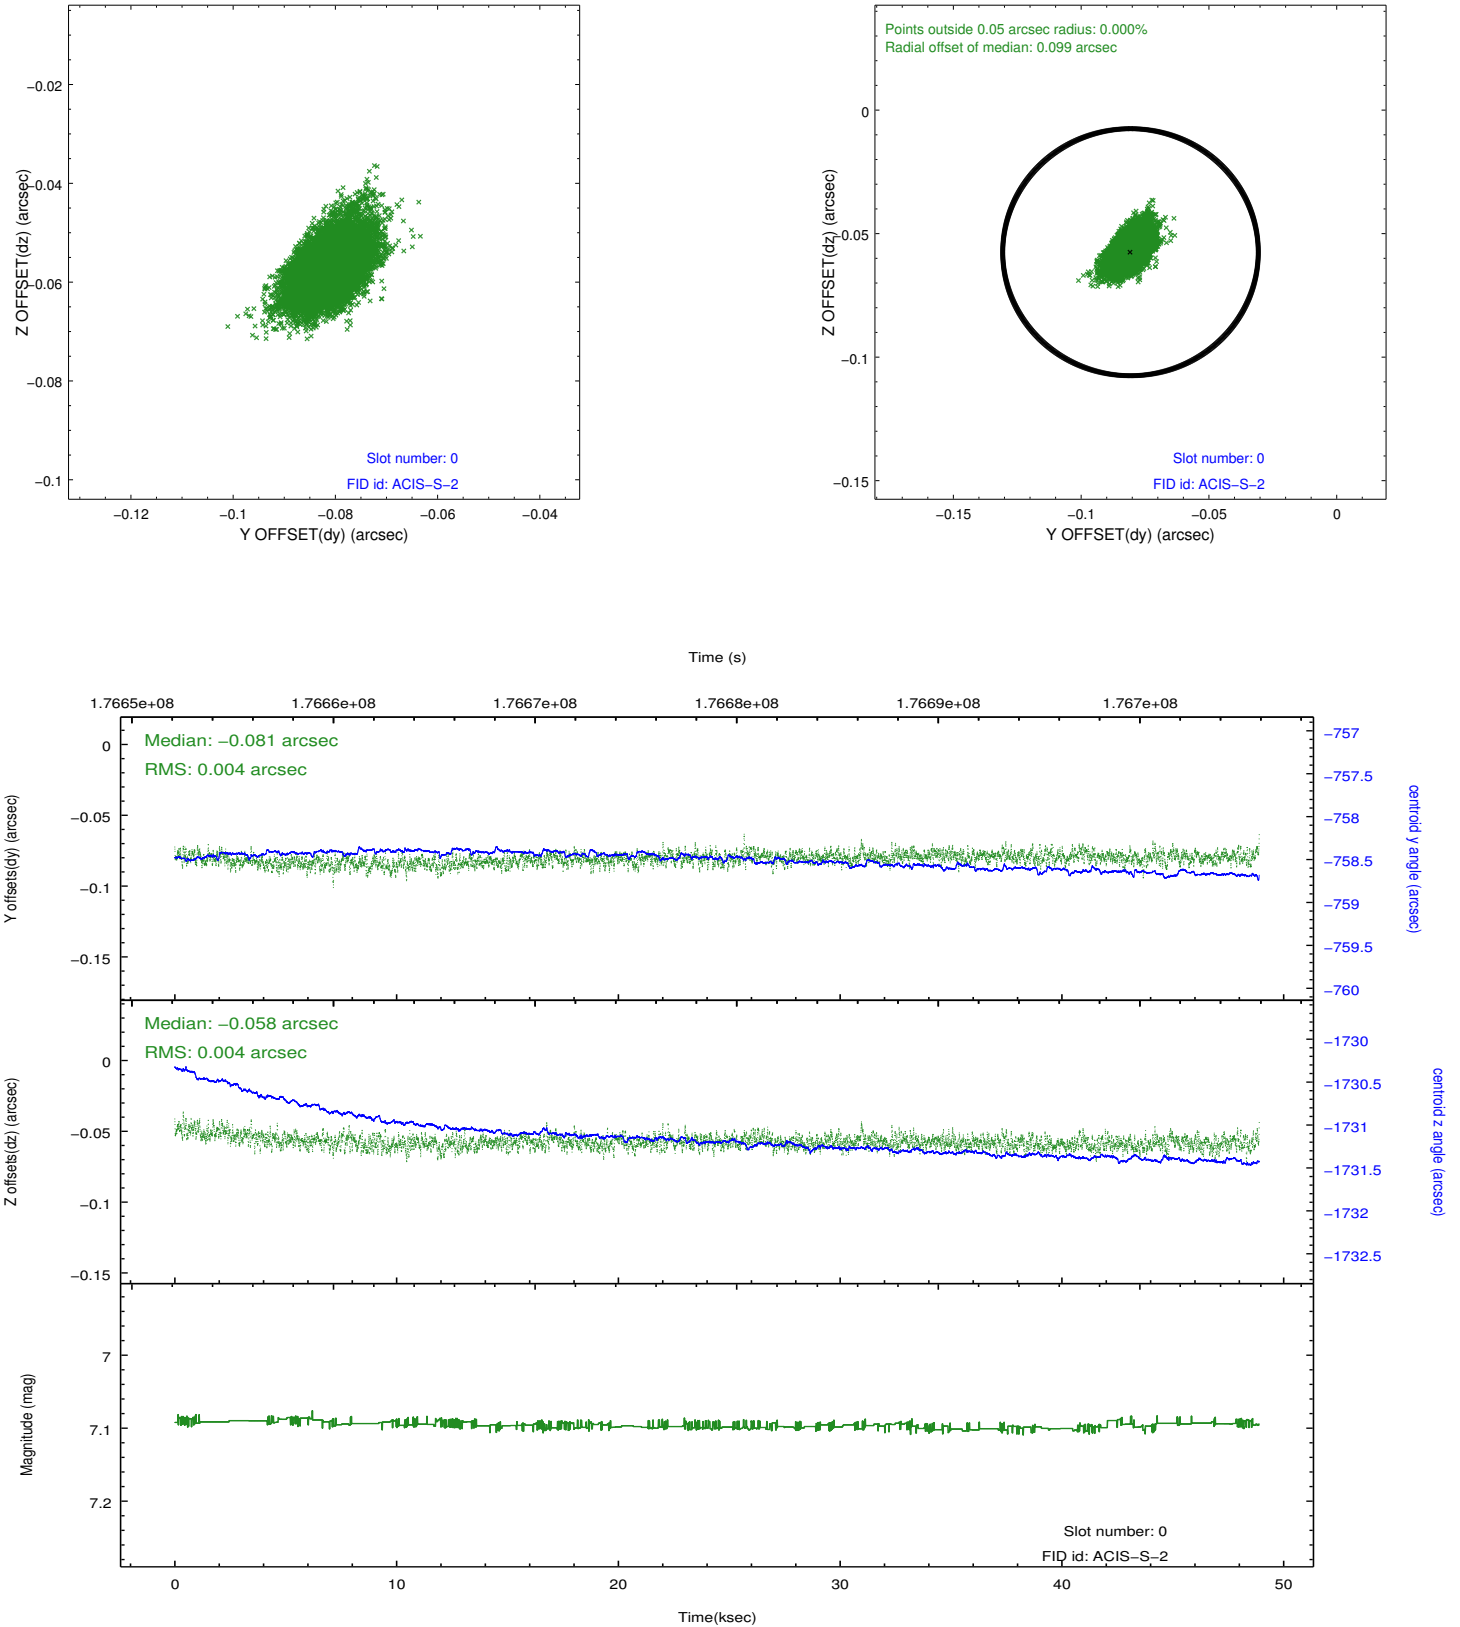 −0.02
−0.04
−0.06
−0.08
−0.1
Z OFFSET(dz) (arcsec)
Slot number: 0
FID id: ACIS−S−2
−0.12
−0.1
−0.08
−0.06
−0.04
Y OFFSET(dy) (arcsec)
Points outside 0.05 arcsec radius: 0.000%
Radial offset of median: 0.099 arcsec
0
−0.05
−0.1
−0.15
Z OFFSET(dz) (arcsec)
Slot number: 0
FID id: ACIS−S−2
−0.15
−0.1
−0.05
0
Y OFFSET(dy) (arcsec)
Time (s)
1.7665e+08
1.7666e+08
1.7667e+08
1.7668e+08
1.7669e+08
1.767e+08
Median: −0.081 arcsec
RMS: 0.004 arcsec
0
−0.05
−0.1
−0.15
Y offsets(dy) (arcsec)
−757
−757.5
−758
−758.5
−759
−759.5
−760
centroid y angle (arcsec)
Median: −0.058 arcsec
RMS: 0.004 arcsec
0
−0.05
−0.1
−0.15
Z offsets(dz) (arcsec)
−1730
−1730.5
−1731
−1731.5
−1732
−1732.5
centroid z angle (arcsec)
7
7.1
7.2
Magnitude (mag)
Slot number: 0
FID id: ACIS−S−2
0
10
20
30
40
50
Time(ksec)